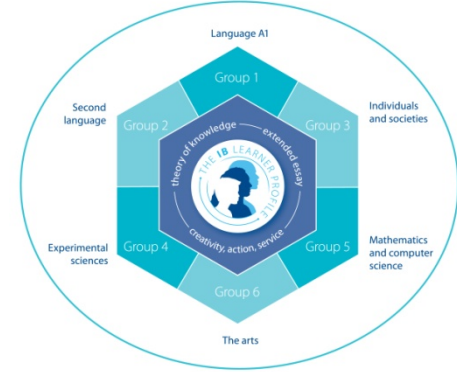 Language A1
Group 1
Second
language
Group 2
Group 3
Individuals
and societies
theory of knowledge
extended essay
THE IB LEARNER PROFILE
creativity, action, service
Experimental
sciences
Group 4
Group 5
Mathematics
and computer
science
Group 6
The arts